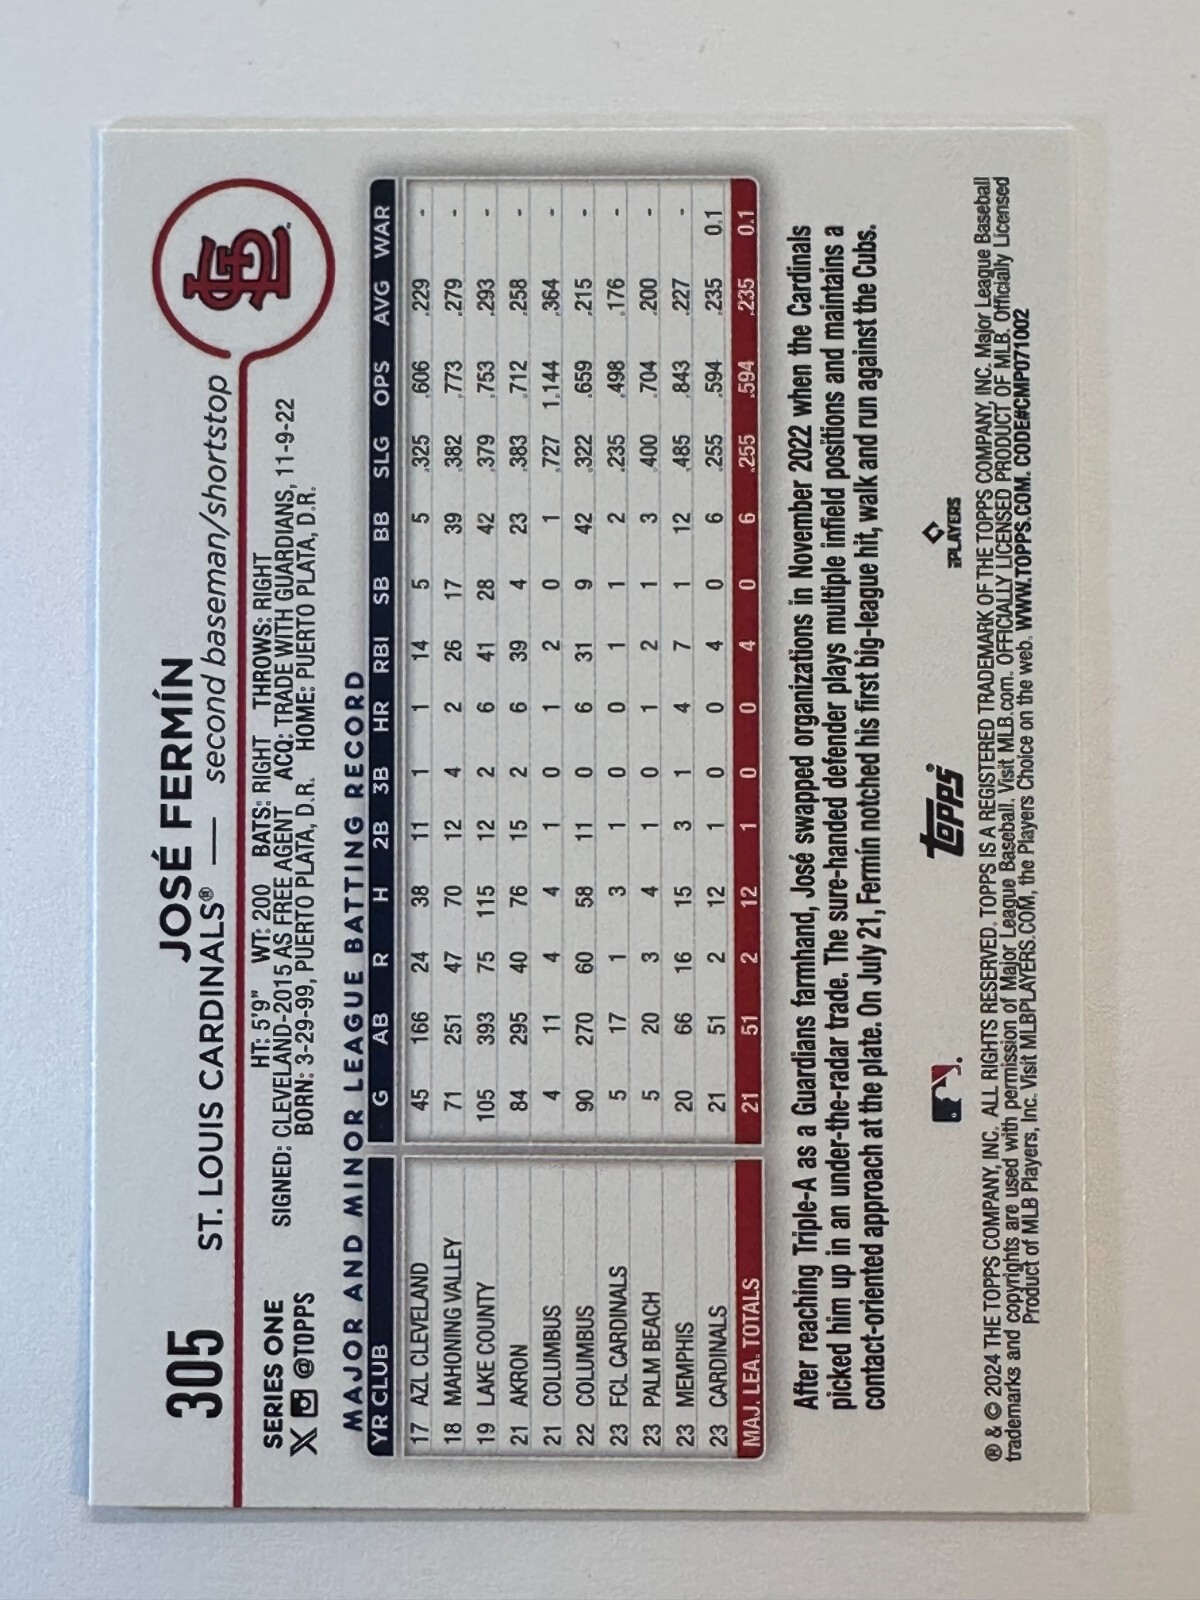 305
JOSÉ FERMÍN
ST. LOUIS CARDINALS® — second baseman/shortstop
STL
SERIES ONE
X @TOPPS
HT: 5'9" WT: 200 BATS: RIGHT THROWS: RIGHT
SIGNED: CLEVELAND-2015 AS FREE AGENT ACQ: TRADE WITH GUARDIANS, 11-9-22
BORN: 3-29-99, PUERTO PLATA, D.R. HOME: PUERTO PLATA, D.R.
MAJOR AND MINOR LEAGUE BATTING RECORD
YR CLUB G AB R H 2B 3B HR RBI SB BB SLG OPS AVG WAR
17 AZL CLEVELAND 45 166 24 38 11 1 1 14 5 5 .325 .606 .229 -
18 MAHONING VALLEY 71 251 47 70 12 4 2 26 17 39 .382 .773 .279 -
19 LAKE COUNTY 105 393 75 115 12 2 6 41 28 42 .379 .753 .293 -
21 AKRON 84 295 40 76 15 2 6 39 4 23 .383 .712 .258 -
21 COLUMBUS 4 11 4 4 1 0 1 2 0 1 .727 1.144 .364 -
22 COLUMBUS 90 270 60 58 11 0 6 31 9 42 .322 .659 .215 -
23 FCL CARDINALS 5 17 1 3 1 0 0 1 1 2 .235 .498 .176 -
23 PALM BEACH 5 20 3 4 1 0 1 2 1 3 .400 .704 .200 -
23 MEMPHIS 20 66 16 15 3 1 4 7 1 12 .485 .843 .227 -
23 CARDINALS 21 51 2 12 1 0 0 4 0 6 .255 .594 .235 0.1
MAJ. LEA. TOTALS 21 51 2 12 1 0 0 4 0 6 .255 .594 .235 0.1
After reaching Triple-A as a Guardians farmhand, José swapped organizations in November 2022 when the Cardinals
picked him up in an under-the-radar trade. The sure-handed defender plays multiple infield positions and maintains a
contact-oriented approach at the plate. On July 21, Fermín notched his first big-league hit, walk and run against the Cubs.
topps®
PLAYERS
® & © 2024 THE TOPPS COMPANY, INC. ALL RIGHTS RESERVED. TOPPS IS A REGISTERED TRADEMARK OF THE TOPPS COMPANY, INC. Major League Baseball
trademarks and copyrights are used with permission of Major League Baseball. Visit MLB.com. OFFICIALLY LICENSED PRODUCT OF MLB. Officially Licensed
Product of MLB Players, Inc. Visit MLBPLAYERS.COM, the Players Choice on the web. WWW.TOPPS.COM. CODE#CMP071002